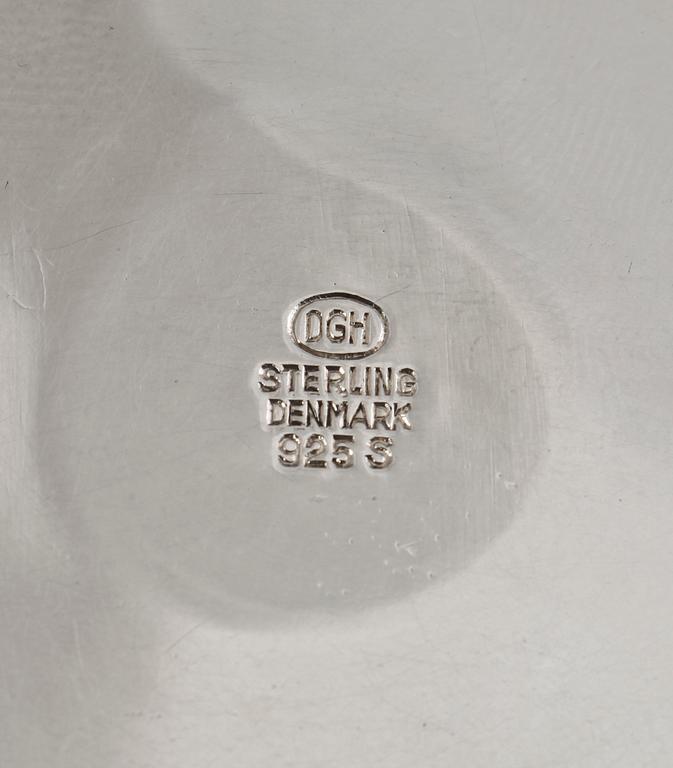 DGH
STERLING
DENMARK
925 S